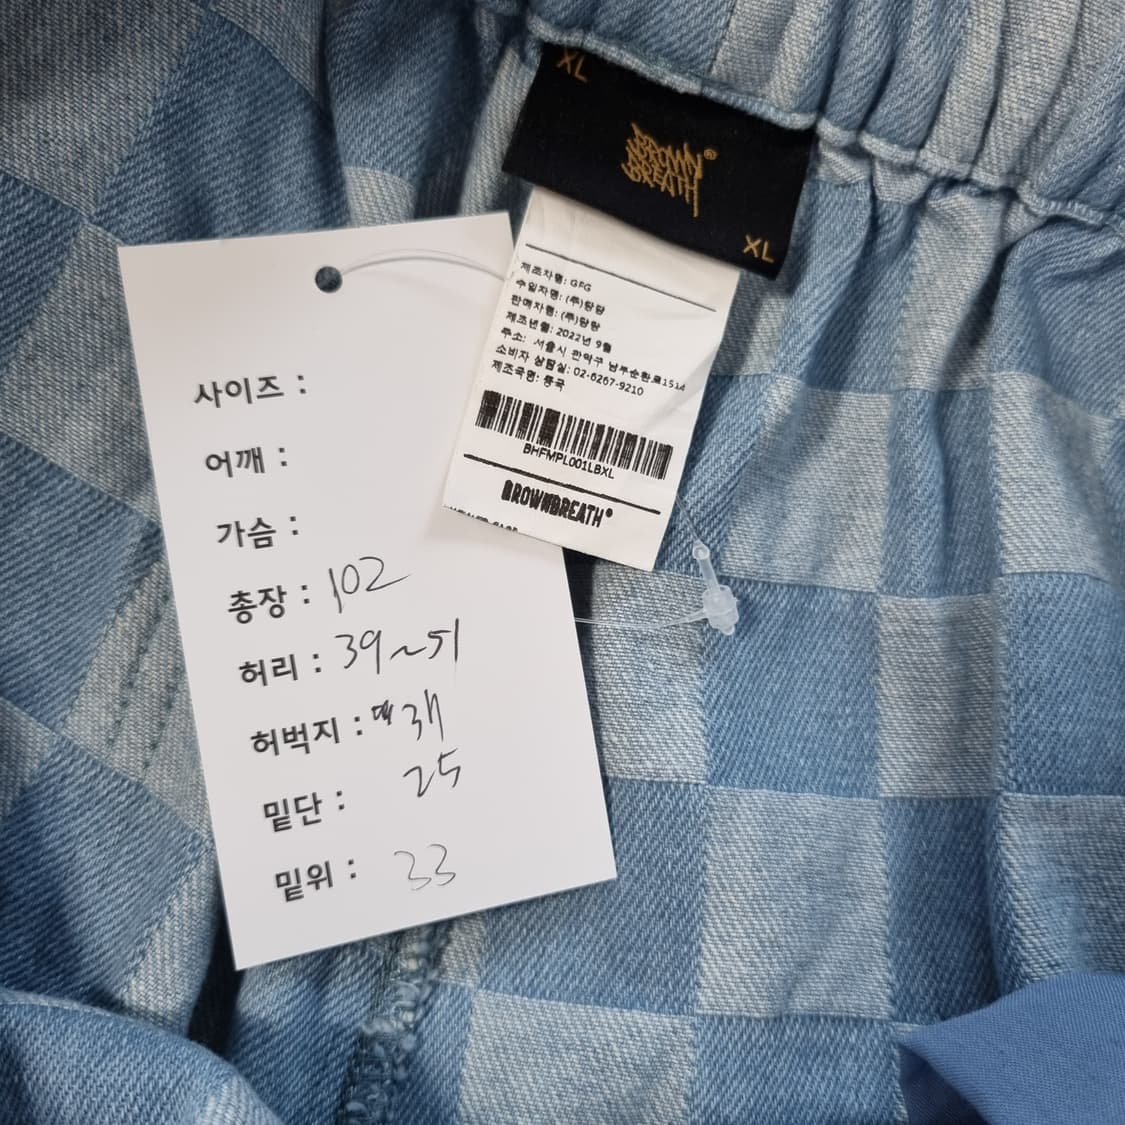 XL
BROWN BREATH®
XL
제조자명: GFG
수입자명: (주)탐탐
판매자명: (주)탐탐
제조년월: 2022년 9월
주소: 서울시 관악구 남부순환로1514
소비자 상담실: 02-6267-9210
제조국명: 중국
BHFMPL001LBXL
BROWNBREATH®
사이즈 :
어깨 :
가슴 :
총장 : 102
허리 : 39~51
허벅지 :
밑단 : 25
밑위 : 33